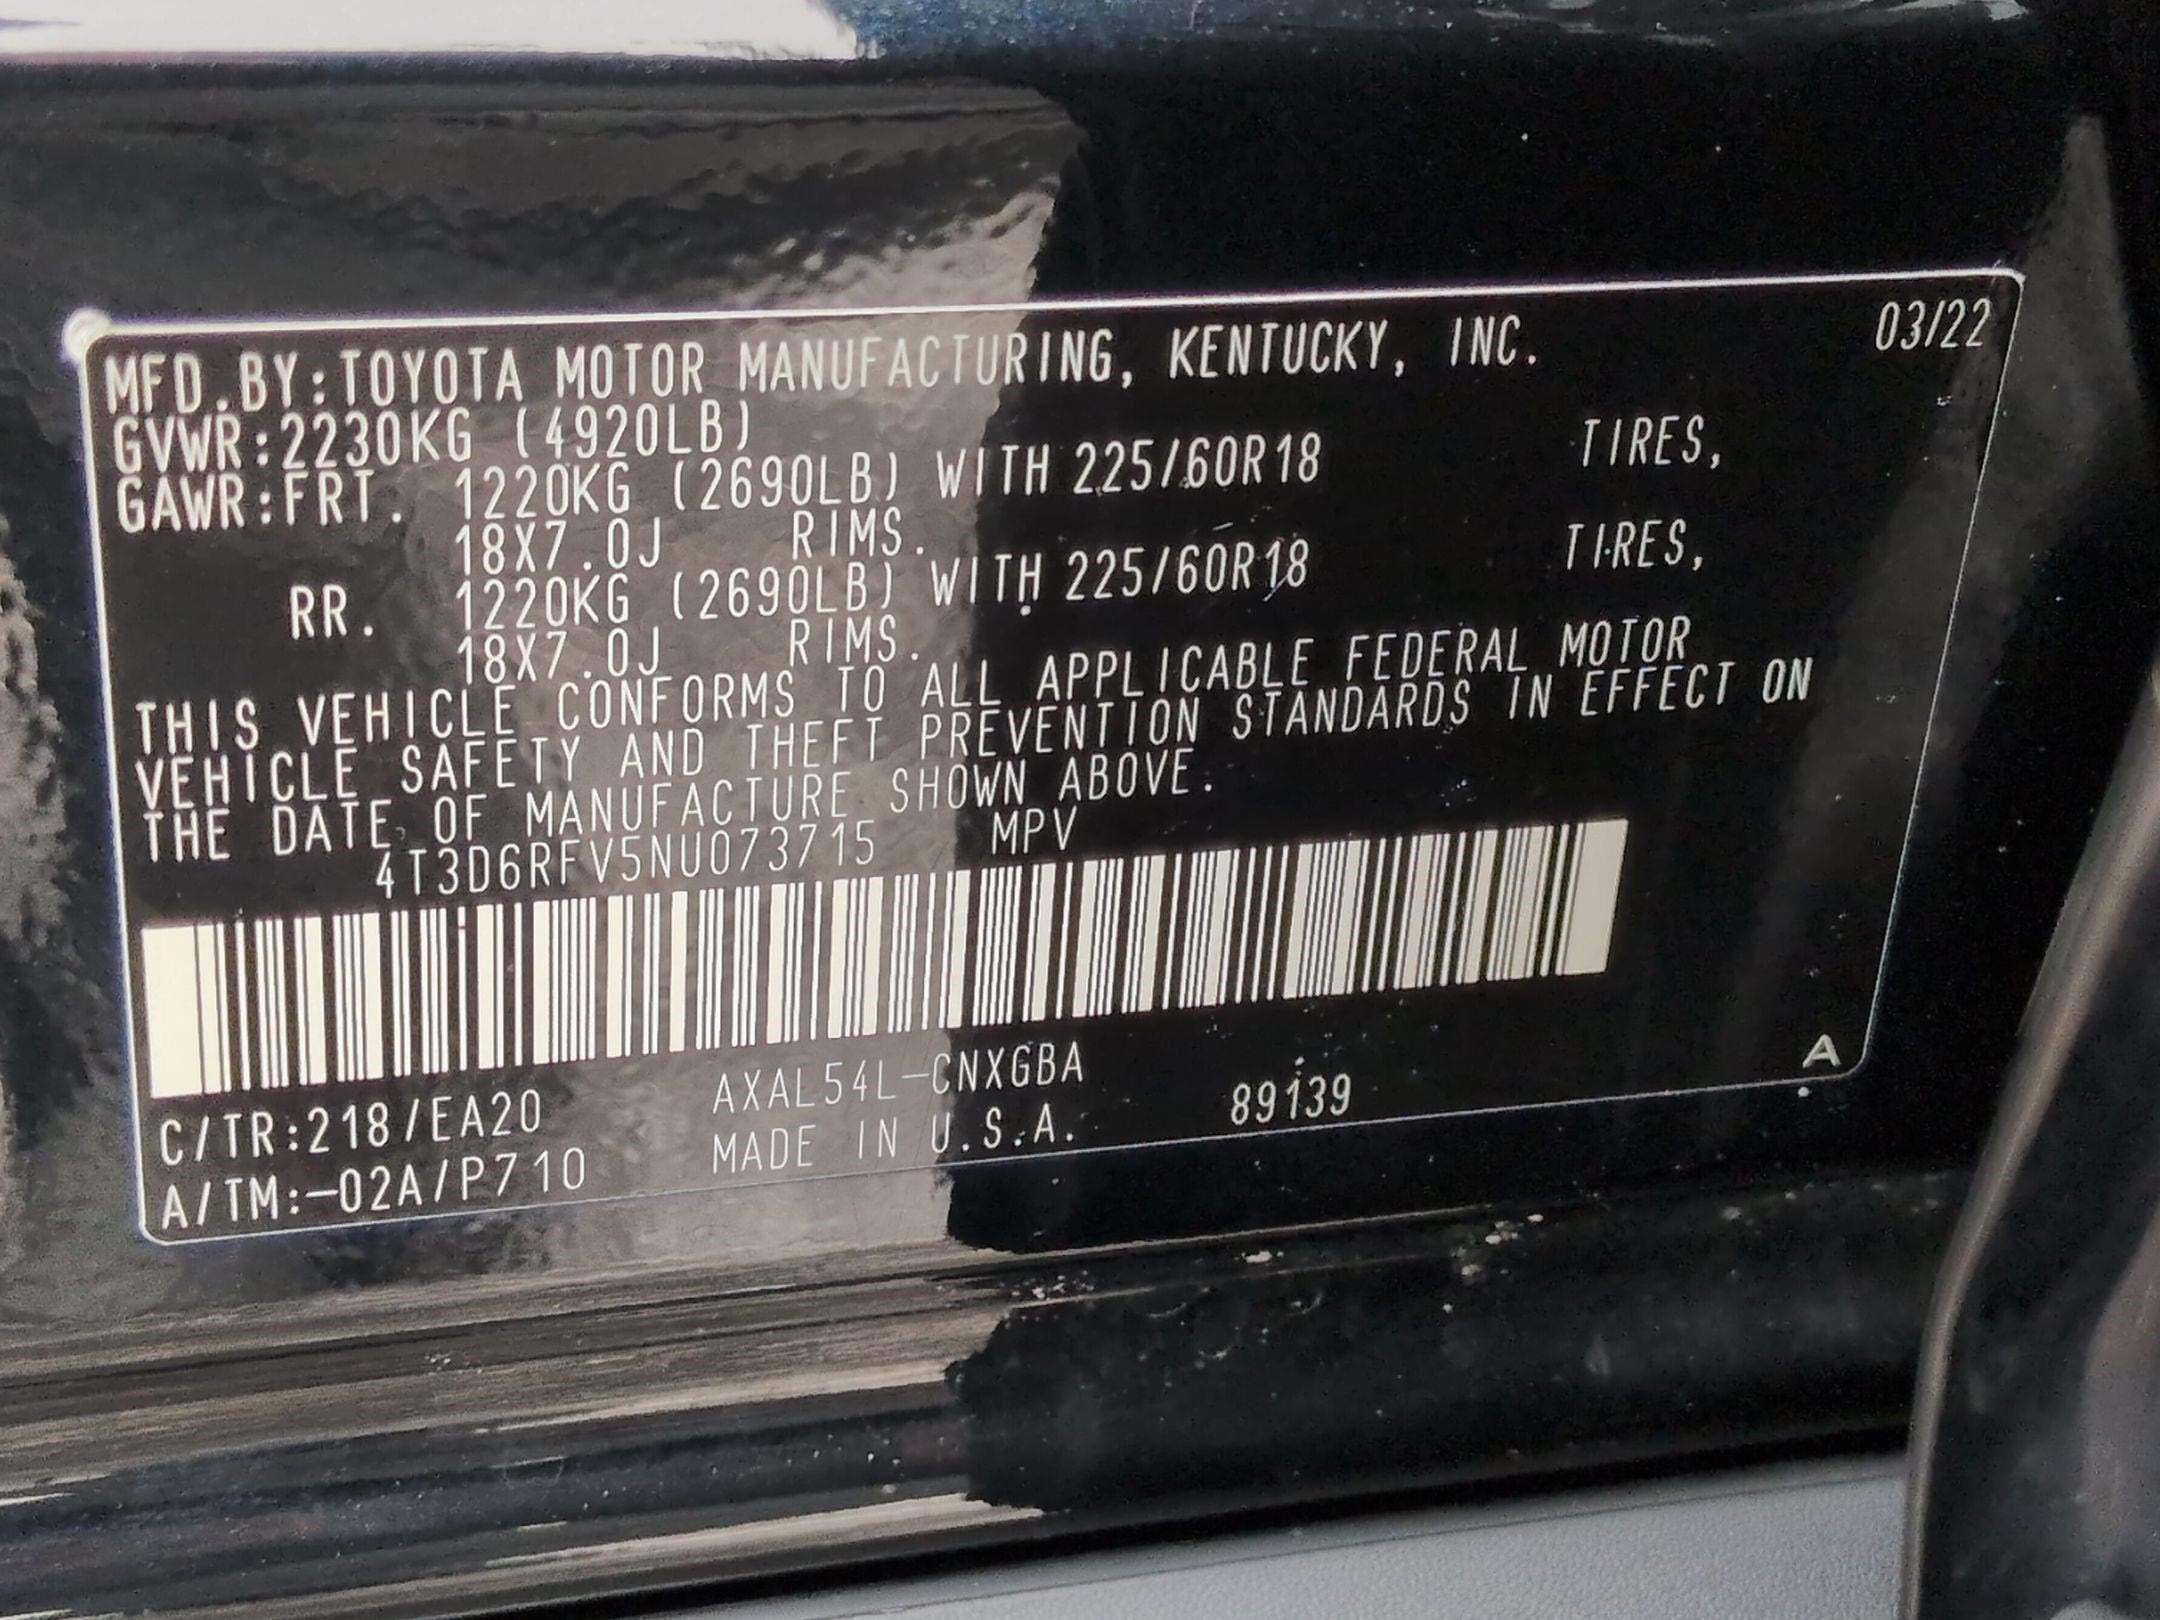 03/22
MFD.BY:TOYOTA MOTOR MANUFACTURING, KENTUCKY, INC.
GVWR:2230KG (4920LB)
GAWR:FRT. 1220KG (2690LB) WITH 225/60R18 TIRES,
18X7.0J RIMS.
RR. 1220KG (2690LB) WITH 225/60R18 TIRES,
18X7.0J RIMS.
THIS VEHICLE CONFORMS TO ALL APPLICABLE FEDERAL MOTOR
VEHICLE SAFETY AND THEFT PREVENTION STANDARDS IN EFFECT ON
THE DATE OF MANUFACTURE SHOWN ABOVE.
4T3D6RFV5NU073715 MPV
C/TR:218/EA20 AXAL54L-CNXGBA
A/TM:-02A/P710 MADE IN U.S.A. 89139 A